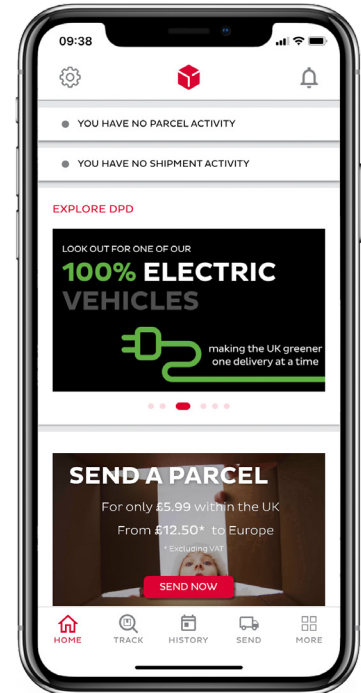 09:38
YOU HAVE NO PARCEL ACTIVITY
YOU HAVE NO SHIPMENT ACTIVITY
EXPLORE DPD
LOOK OUT FOR ONE OF OUR
100% ELECTRIC
VEHICLES
making the UK greener
one delivery at a time
SEND A PARCEL
For only £5.99 within the UK
From £12.50* to Europe
* Excluding VAT
SEND NOW
HOME TRACK HISTORY SEND MORE